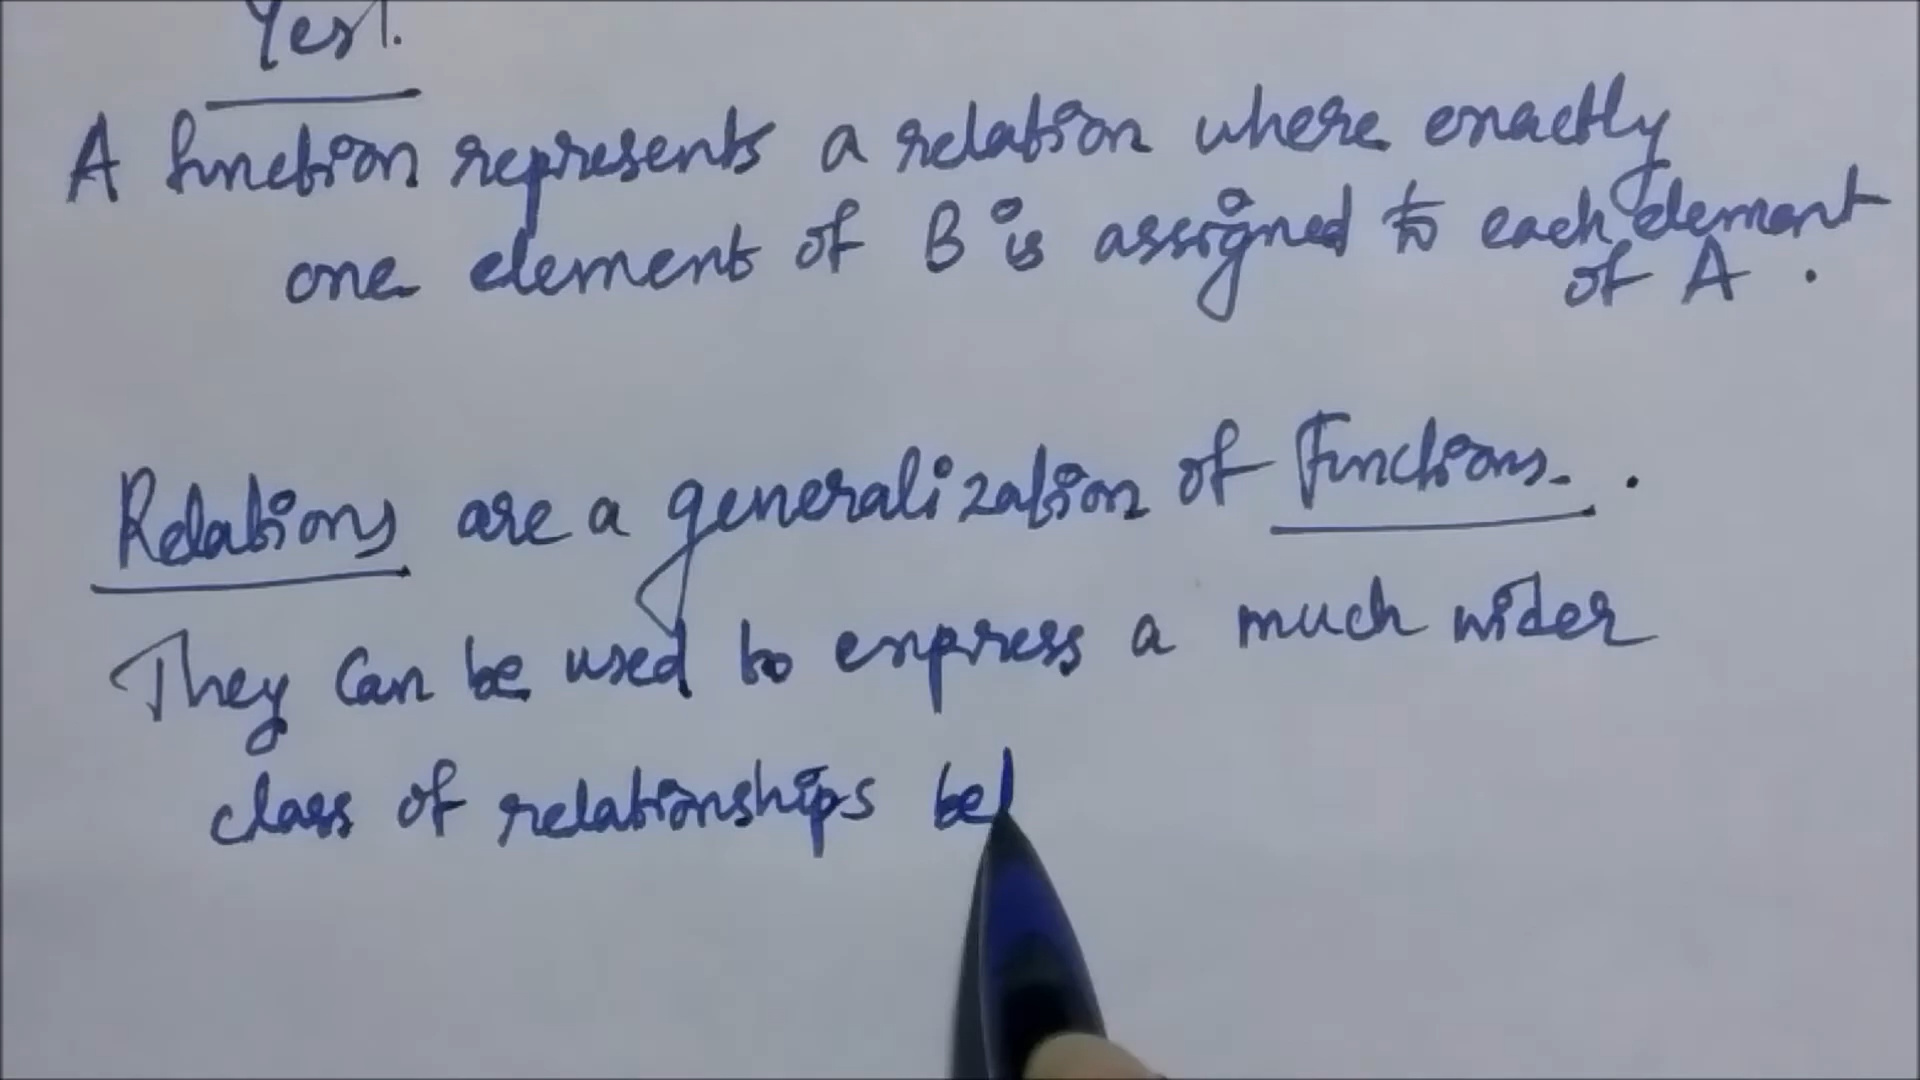 Yes!.
A function represents a relation where exactly
one element of B is assigned to each element
of A .
Relations are a generalization of Functions. .
They can be used to express a much wider
class of relationships bet